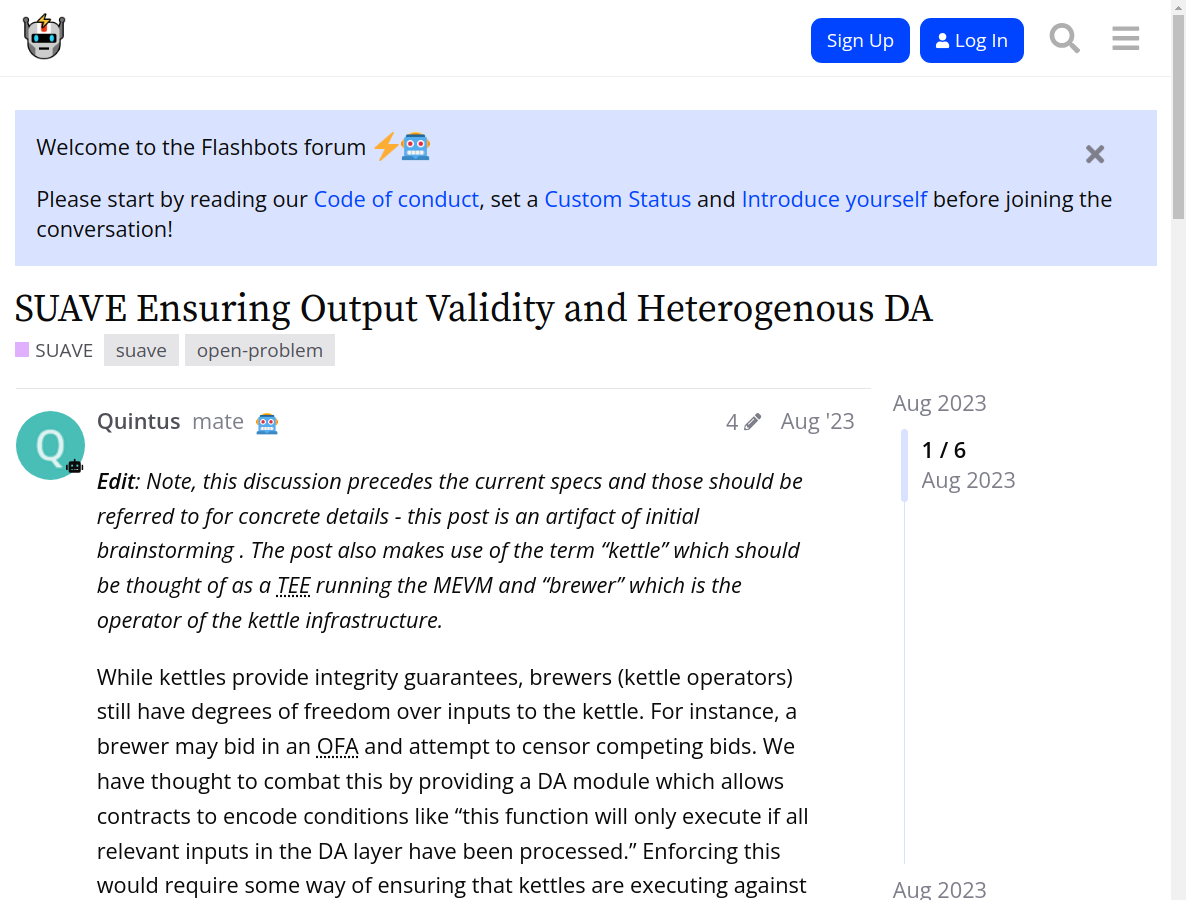 Sign Up
Log In
Welcome to the Flashbots forum
Please start by reading our Code of conduct, set a Custom Status and Introduce yourself before joining the
conversation!
SUAVE Ensuring Output Validity and Heterogenous DA
SUAVE suave open-problem
Quintus mate 4 Aug '23
Q
Edit: Note, this discussion precedes the current specs and those should be
referred to for concrete details - this post is an artifact of initial
brainstorming . The post also makes use of the term “kettle” which should
be thought of as a TEE running the MEVM and “brewer” which is the
operator of the kettle infrastructure.
While kettles provide integrity guarantees, brewers (kettle operators)
still have degrees of freedom over inputs to the kettle. For instance, a
brewer may bid in an OFA and attempt to censor competing bids. We
have thought to combat this by providing a DA module which allows
contracts to encode conditions like “this function will only execute if all
relevant inputs in the DA layer have been processed.” Enforcing this
would require some way of ensuring that kettles are executing against
Aug 2023
1 / 6
Aug 2023
Aug 2023